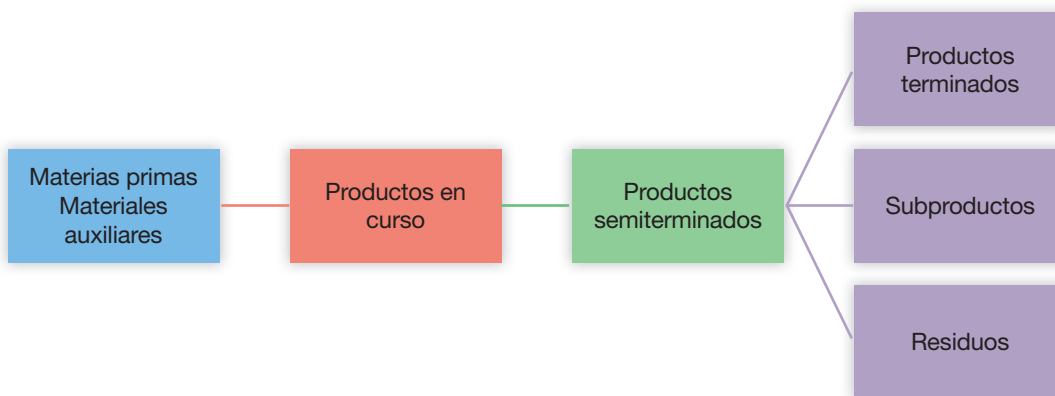 Materias primas
Materiales
auxiliares
Productos en
curso
Productos
semiterminados
Productos
terminados
Subproductos
Residuos